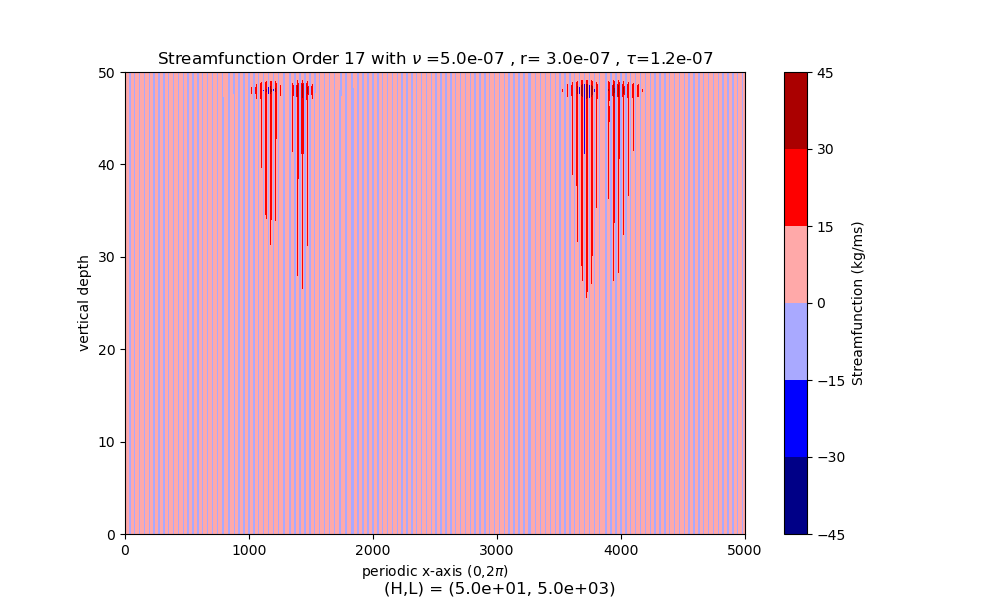 Streamfunction Order 17 with ν =5.0e-07 , r= 3.0e-07 , τ=1.2e-07
50
40
30
20
10
0
vertical depth
0 1000 2000 3000 4000 5000
periodic x-axis (0,2π)
(H,L) = (5.0e+01, 5.0e+03)
45
30
15
0
−15
−30
−45
Streamfunction (kg/ms)